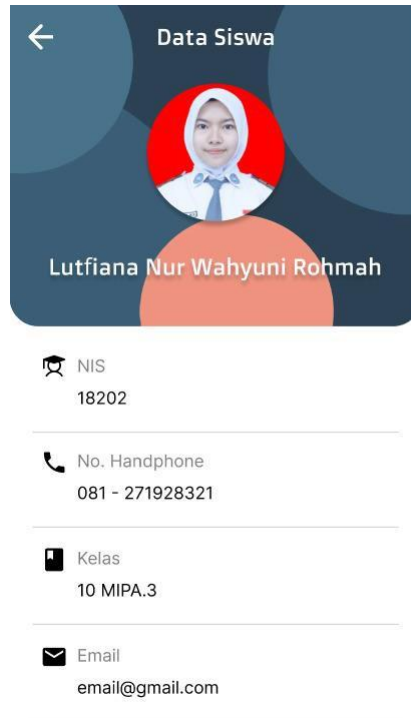 Data Siswa
Lutfiana Nur Wahyuni Rohmah
NIS
18202
No. Handphone
081 - 271928321
Kelas
10 MIPA.3
Email
email@gmail.com